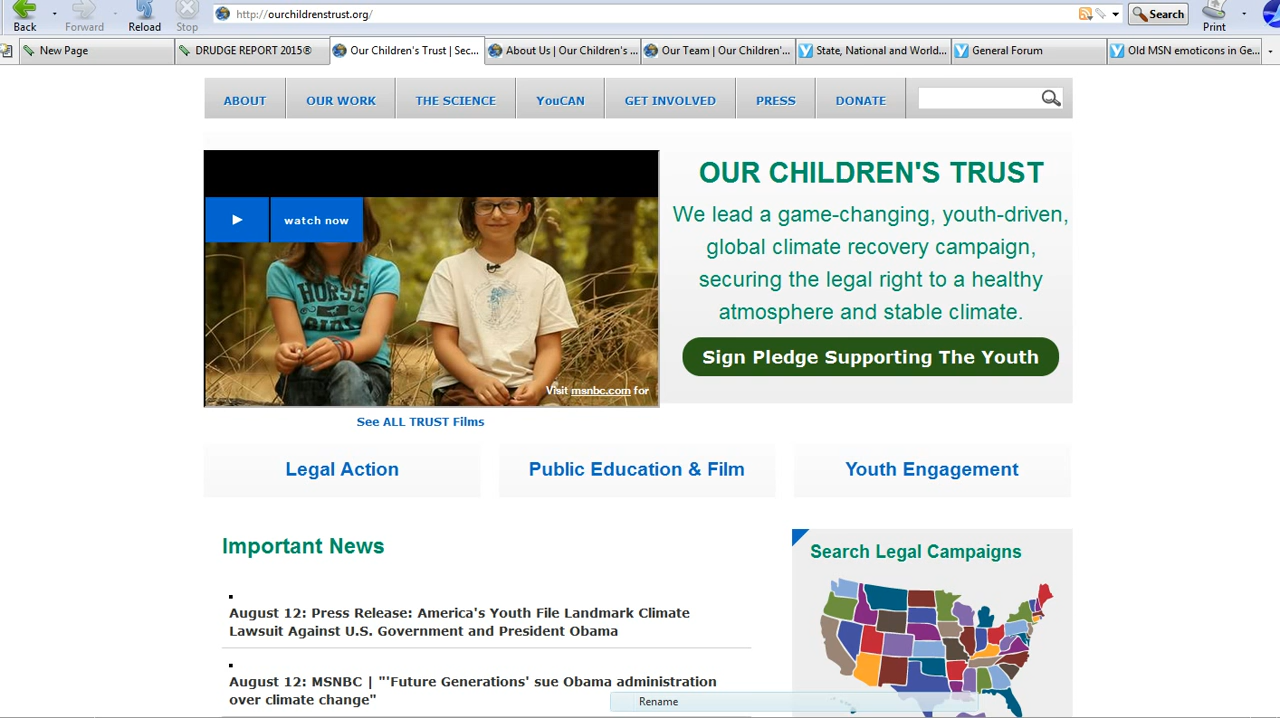 http://ourchildrenstrust.org/
Back
Forward
Reload
Stop
Search
Print
New Page
DRUDGE REPORT 2015®
Our Children's Trust | Sec...
About Us | Our Children's ...
Our Team | Our Children'...
State, National and World...
General Forum
Old MSN emoticons in Ge...
ABOUT
OUR WORK
THE SCIENCE
YouCAN
GET INVOLVED
PRESS
DONATE
watch now
HORSE
Visit msnbc.com for
See ALL TRUST Films
OUR CHILDREN'S TRUST
We lead a game-changing, youth-driven,
global climate recovery campaign,
securing the legal right to a healthy
atmosphere and stable climate.
Sign Pledge Supporting The Youth
Legal Action
Public Education & Film
Youth Engagement
Important News
August 12: Press Release: America's Youth File Landmark Climate
Lawsuit Against U.S. Government and President Obama
August 12: MSNBC | "'Future Generations' sue Obama administration
over climate change"
Search Legal Campaigns
Rename